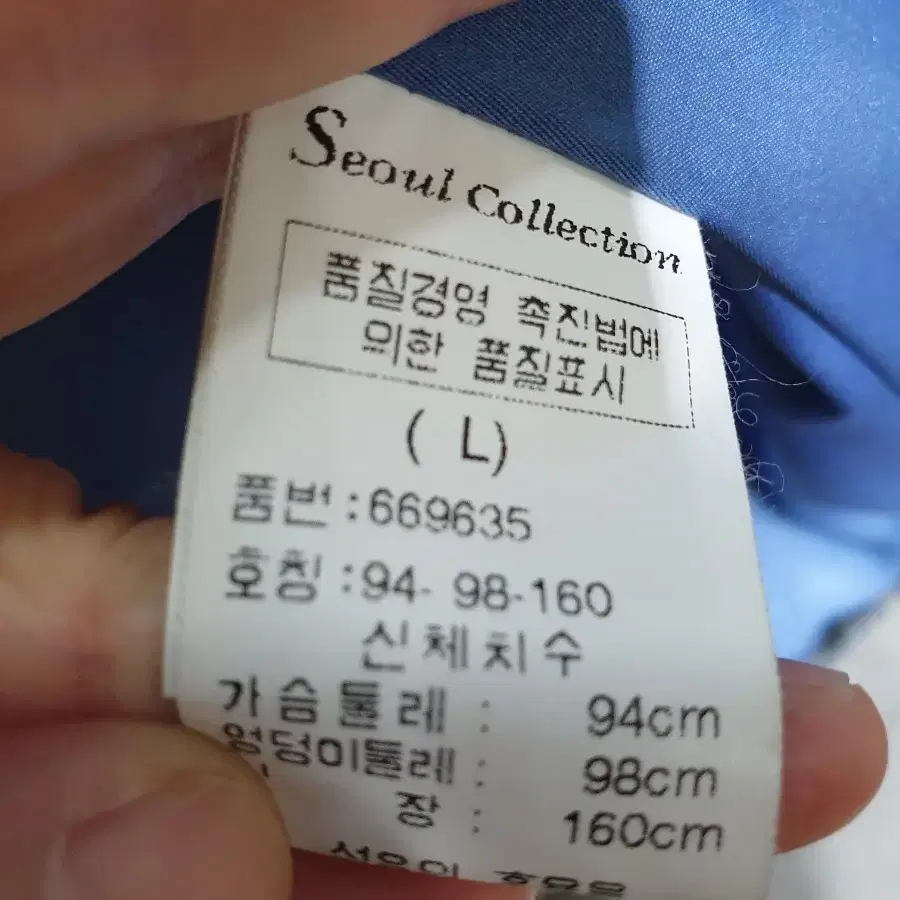 Seoul Collection
품질경영 촉진법에
의한 품질표시
( L)
품번 :669635
호칭 :94- 98-160
신체치수
가슴둘레 : 94cm
엉덩미둘레 : 98cm
장 : 160cm